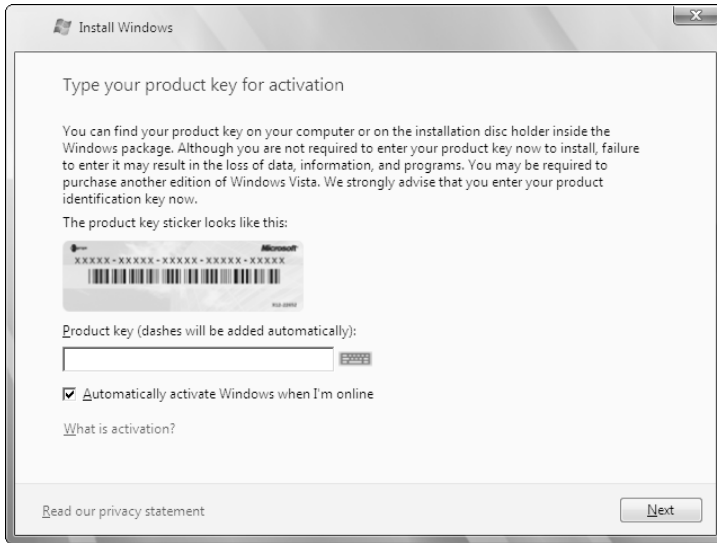 Install Windows
Type your product key for activation
You can find your product key on your computer or on the installation disc holder inside the
Windows package. Although you are not required to enter your product key now to install, failure
to enter it may result in the loss of data, information, and programs. You may be required to
purchase another edition of Windows Vista. We strongly advise that you enter your product
identification key now.
The product key sticker looks like this:
Microsoft
XXXXX-XXXXX-XXXXX-XXXXX-XXXXX
Product key (dashes will be added automatically):
Automatically activate Windows when I'm online
What is activation?
Read our privacy statement
Next